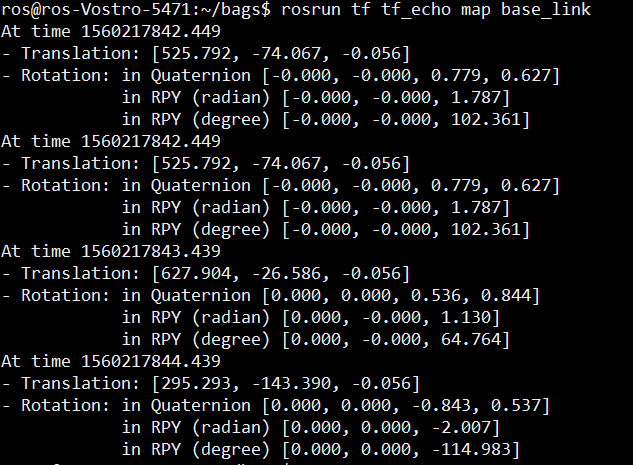 ros@ros-Vostro-5471:~/bags$ rosrun tf tf_echo map base_link
At time 1560217842.449
- Translation: [525.792, -74.067, -0.056]
- Rotation: in Quaternion [-0.000, -0.000, 0.779, 0.627]
in RPY (radian) [-0.000, -0.000, 1.787]
in RPY (degree) [-0.000, -0.000, 102.361]
At time 1560217842.449
- Translation: [525.792, -74.067, -0.056]
- Rotation: in Quaternion [-0.000, -0.000, 0.779, 0.627]
in RPY (radian) [-0.000, -0.000, 1.787]
in RPY (degree) [-0.000, -0.000, 102.361]
At time 1560217843.439
- Translation: [627.904, -26.586, -0.056]
- Rotation: in Quaternion [0.000, 0.000, 0.536, 0.844]
in RPY (radian) [0.000, -0.000, 1.130]
in RPY (degree) [0.000, -0.000, 64.764]
At time 1560217844.439
- Translation: [295.293, -143.390, -0.056]
- Rotation: in Quaternion [0.000, 0.000, -0.843, 0.537]
in RPY (radian) [0.000, 0.000, -2.007]
in RPY (degree) [0.000, 0.000, -114.983]